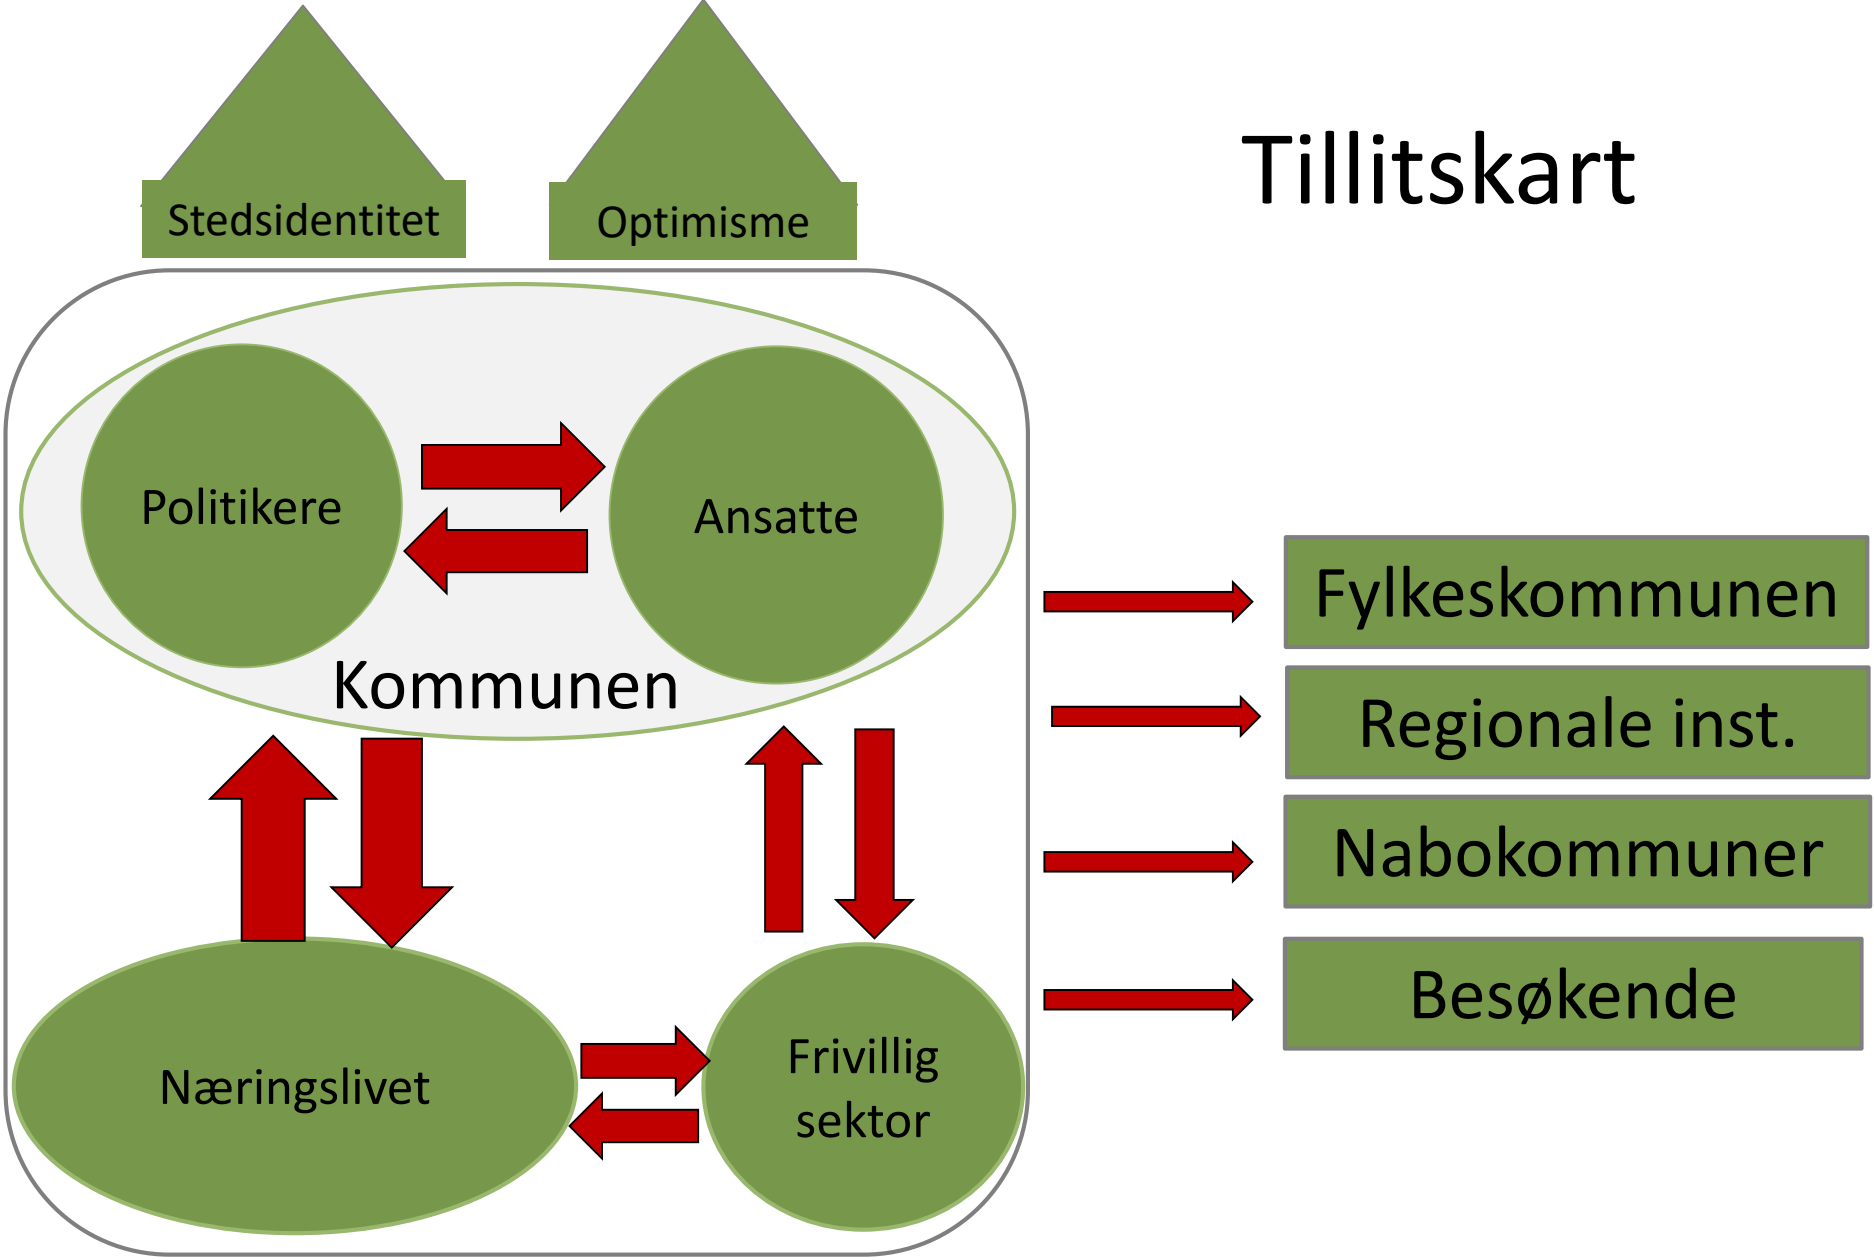 Tillitskart
Stedsidentitet
Optimisme
Politikere
Ansatte
Kommunen
Næringslivet
Frivillig
sektor
Fylkeskommunen
Regionale inst.
Nabokommuner
Besøkende